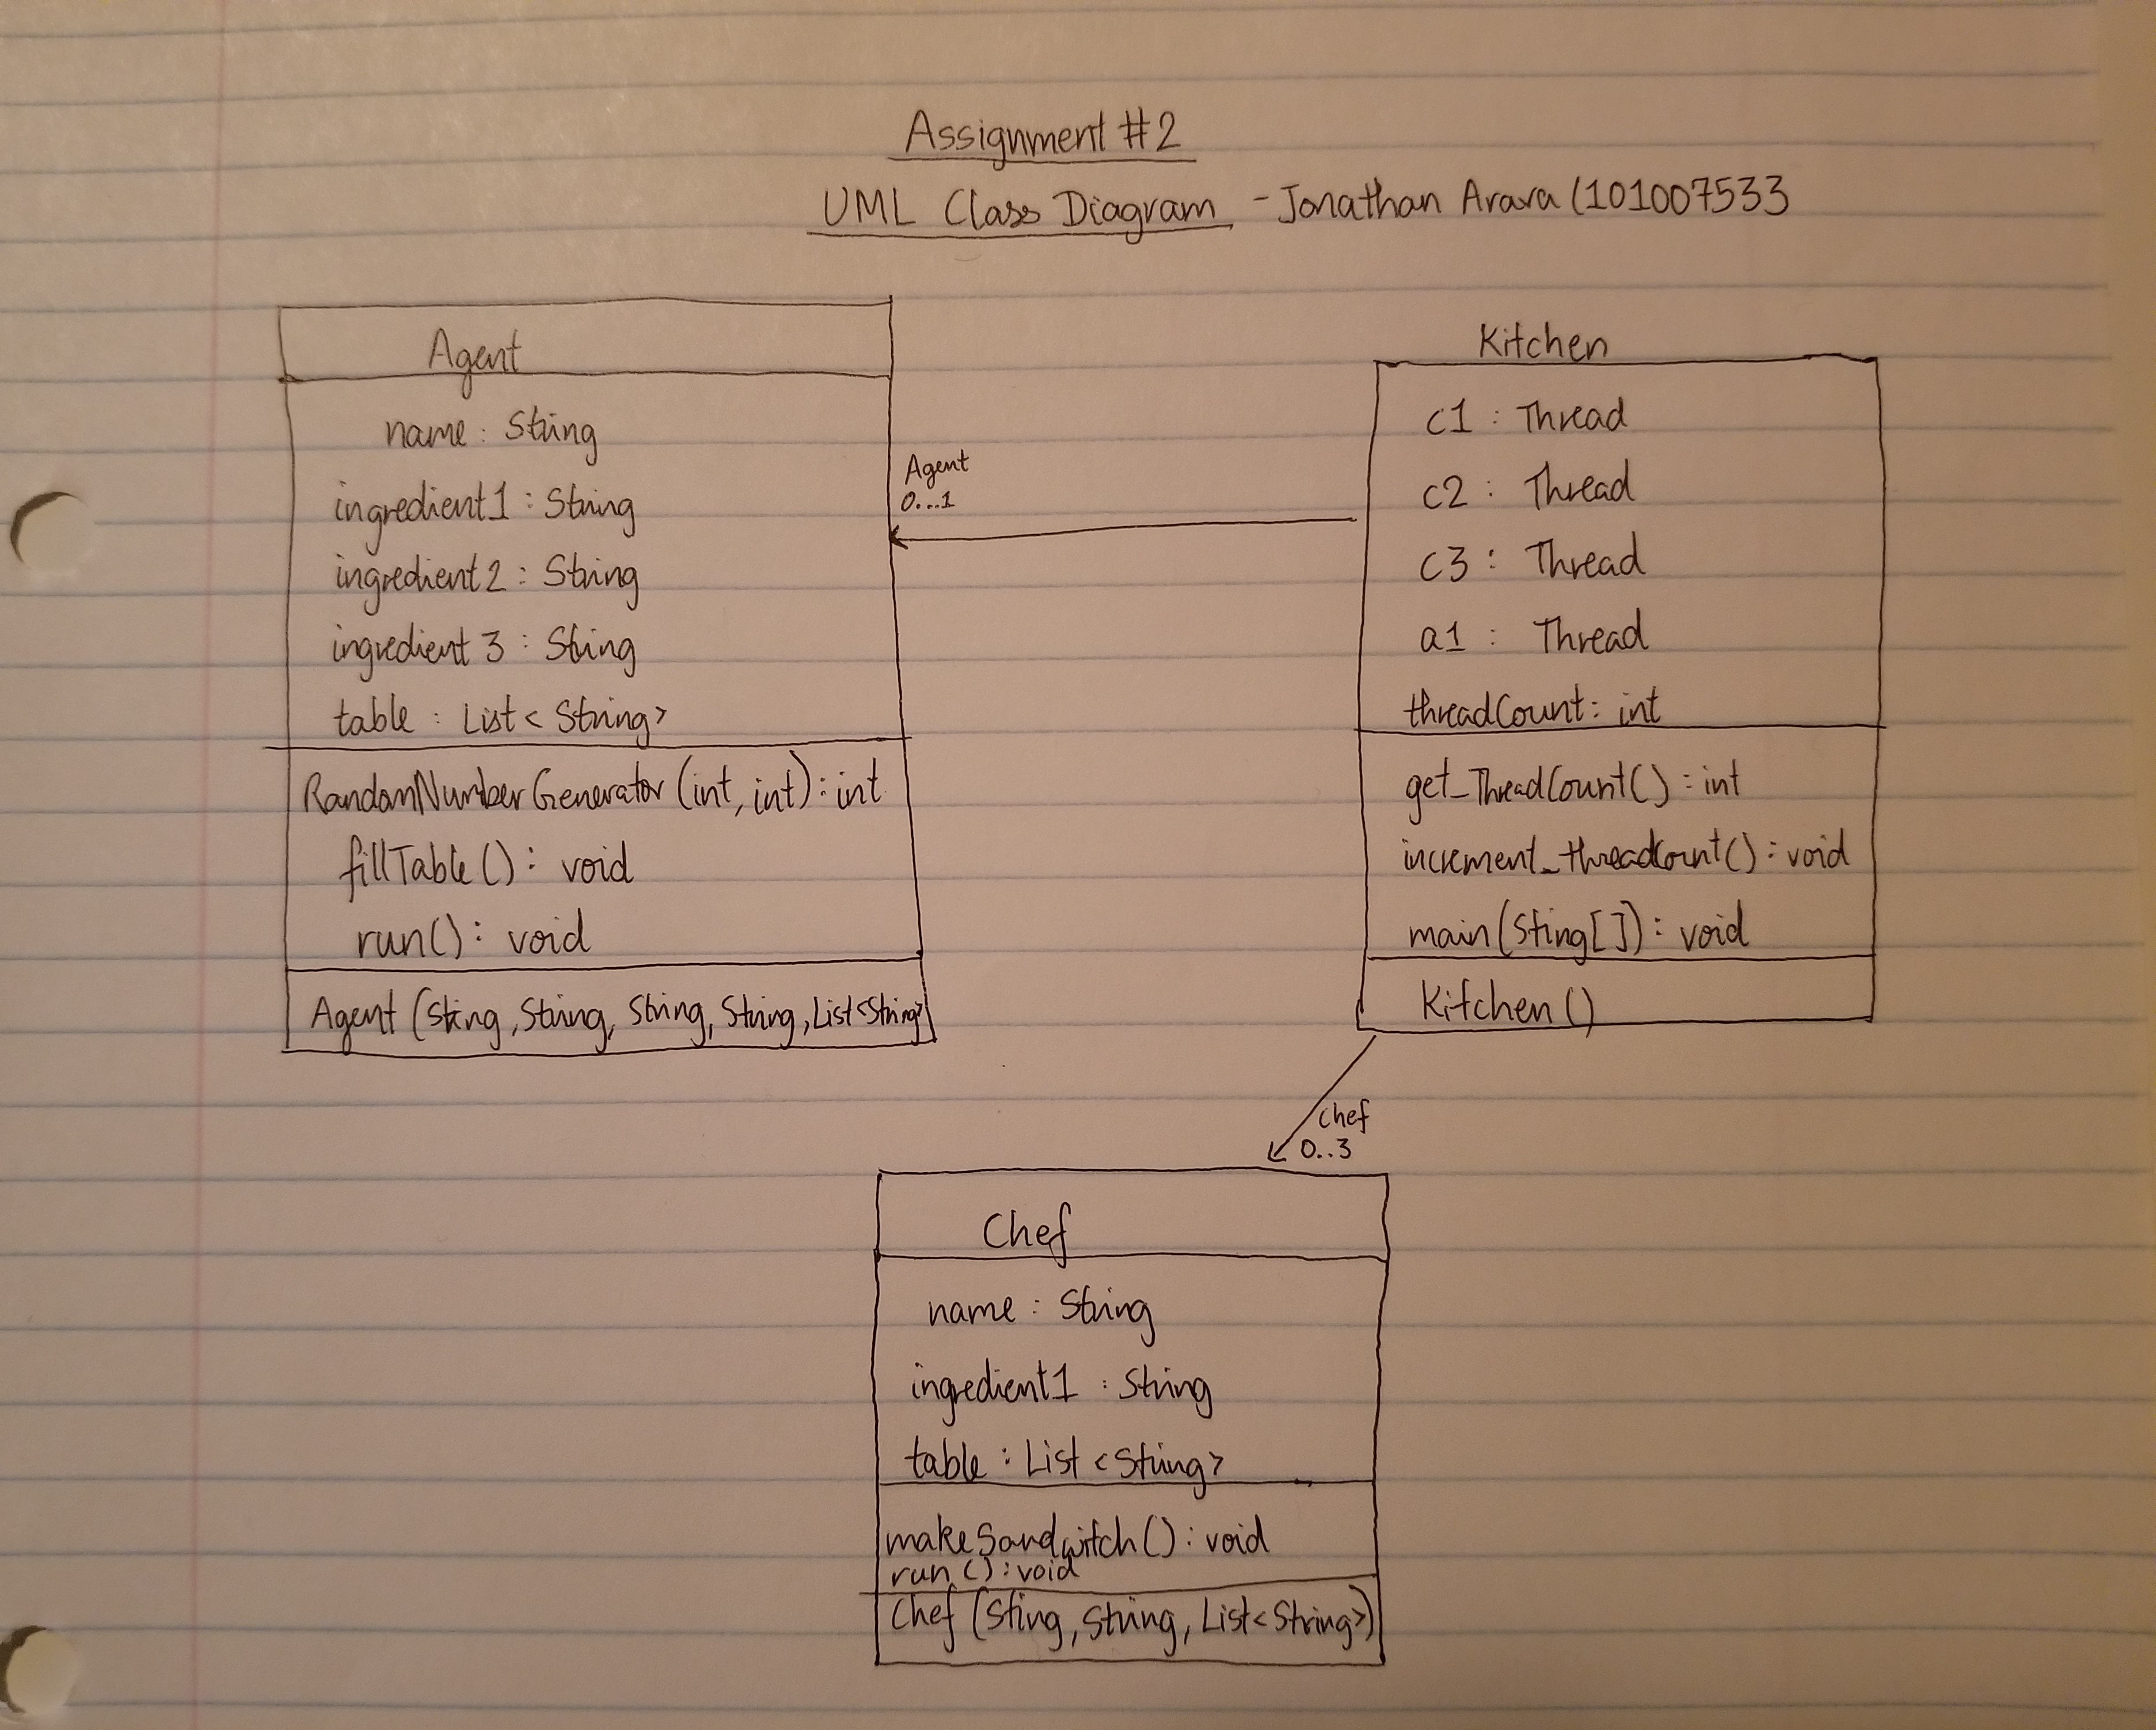 Assignment #2
UML Class Diagram - Jonathan Arava (101007533
Agent
name : String
ingredient1 : String
ingredient2 : String
ingredient 3 : String
table : List < String>
RandomNumberGenerator (int, int) : int
fillTable () : void
run() : void
Agent (String, String, String, String, List<String>)
Agent
0...1
Kitchen
c1 : Thread
c2 : Thread
c3 : Thread
a1 : Thread
threadCount : int
get_ThreadCount() : int
increment_threadCount() : void
main (Sting[]) : void
Kitchen ()
Chef
0..3
Chef
name : String
ingredient1 : String
table : List <String>
makeSandwitch () : void
run () : void
Chef (Sting, String, List<String>)